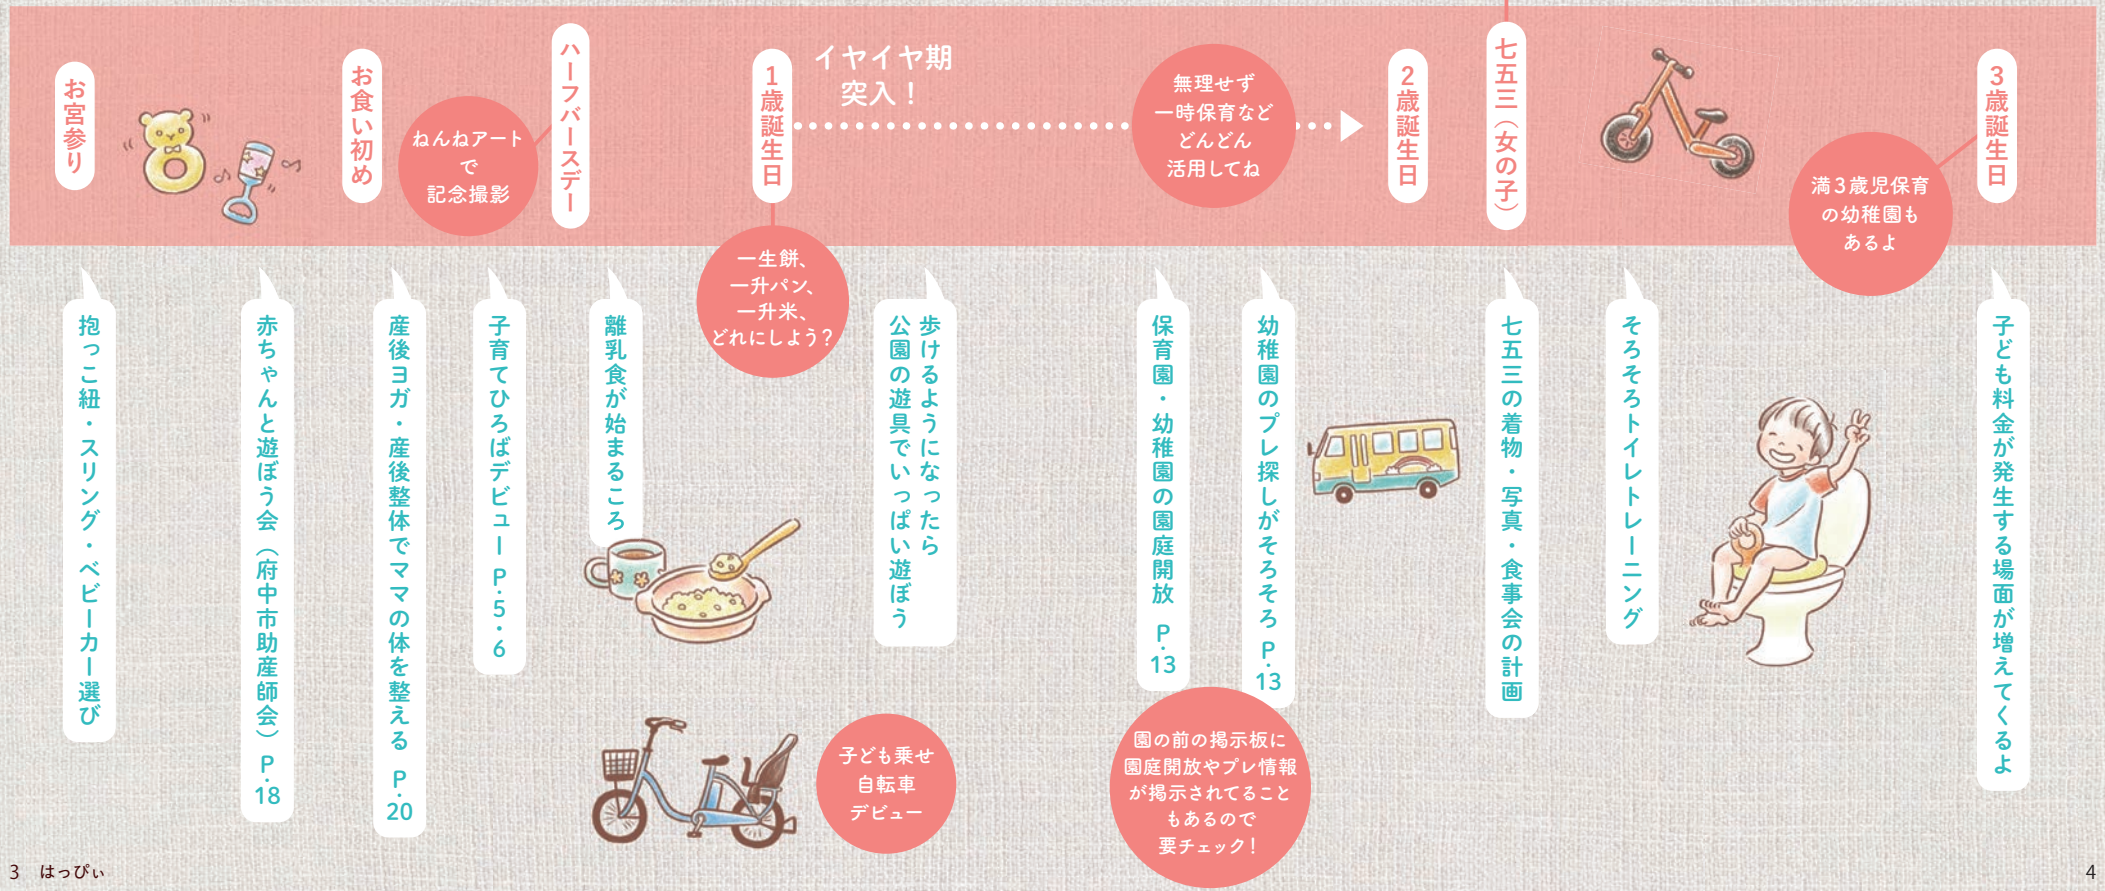 お宮参り
お食い初め
ねんねアート
で
記念撮影
ハーフバースデー
1歳誕生日
一生餅、
一升パン、
一升米、
どれにしよう?
イヤイヤ期
突入！
無理せず
一時保育など
どんどん
活用してね
2歳誕生日
七五三（女の子）
満3歳児保育
の幼稚園も
あるよ
3歳誕生日
抱っこ紐・スリング・ベビーカー選び
赤ちゃんと遊ぼう会（府中市助産師会） P.18
産後ヨガ・産後整体でママの体を整える P.20
子育てひろばデビュー P.5・6
離乳食が始まるころ
歩けるようになったら
公園の遊具でいっぱい遊ぼう
子ども乗せ
自転車
デビュー
保育園・幼稚園の園庭開放 P.13
幼稚園のプレ探しがそろそろ P.13
園の前の掲示板に
園庭開放やプレ情報
が掲示されてること
もあるので
要チェック！
七五三の着物・写真・食事会の計画
そろそろトイレトレーニング
子ども料金が発生する場面が増えてくるよ
3 はっぴぃ
4